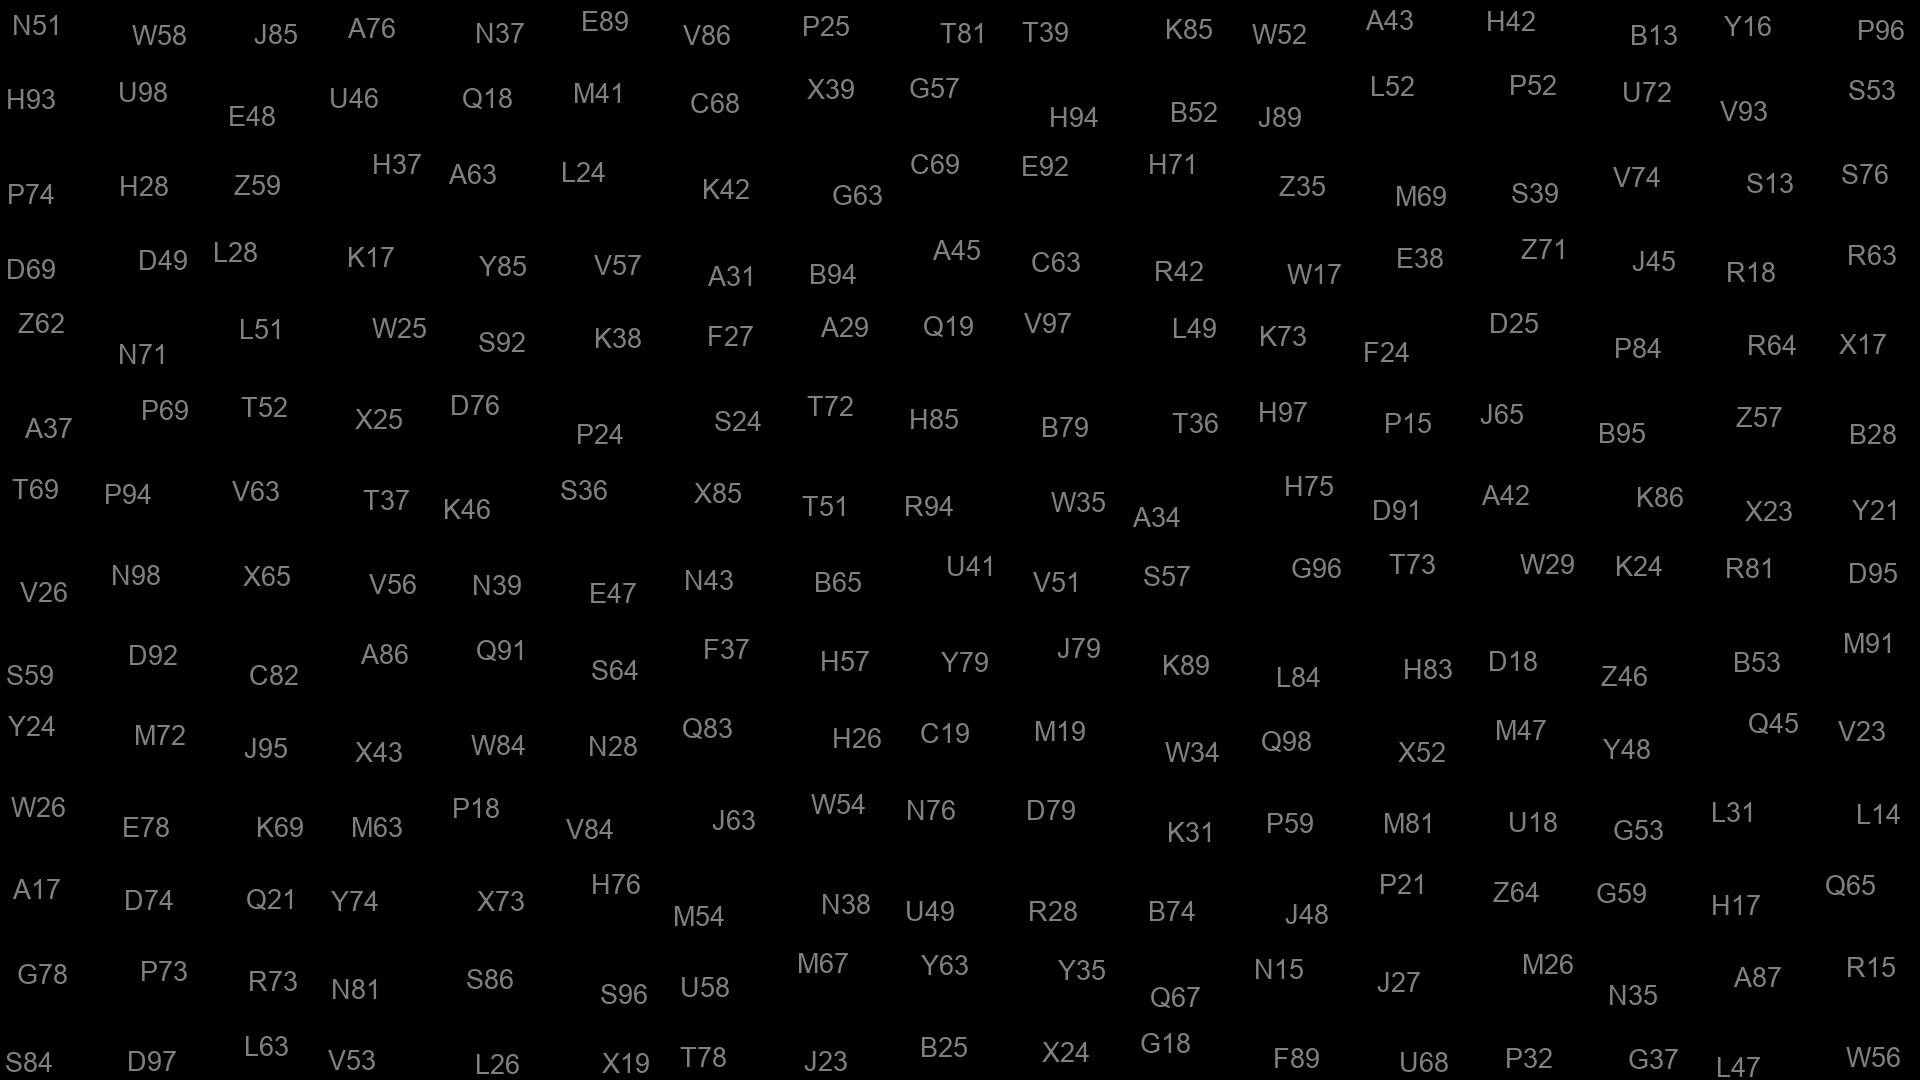 N51 W58 J85 A76 N37 E89 V86 P25 T81 T39 K85 W52 A43 H42 B13 Y16 P96
H93 U98 E48 U46 Q18 M41 C68 X39 G57 H94 B52 J89 L52 P52 U72 V93 S53
P74 H28 Z59 H37 A63 L24 K42 G63 C69 E92 H71 Z35 M69 S39 V74 S13 S76
D69 D49 L28 K17 Y85 V57 A31 B94 A45 C63 R42 W17 E38 Z71 J45 R18 R63
Z62 N71 L51 W25 S92 K38 F27 A29 Q19 V97 L49 K73 F24 D25 P84 R64 X17
A37 P69 T52 X25 D76 P24 S24 T72 H85 B79 T36 H97 P15 J65 B95 Z57 B28
T69 P94 V63 T37 K46 S36 X85 T51 R94 W35 A34 H75 D91 A42 K86 X23 Y21
V26 N98 X65 V56 N39 E47 N43 B65 U41 V51 S57 G96 T73 W29 K24 R81 D95
S59 D92 C82 A86 Q91 S64 F37 H57 Y79 J79 K89 L84 H83 D18 Z46 B53 M91
Y24 M72 J95 X43 W84 N28 Q83 H26 C19 M19 W34 Q98 X52 M47 Y48 Q45 V23
W26 E78 K69 M63 P18 V84 J63 W54 N76 D79 K31 P59 M81 U18 G53 L31 L14
A17 D74 Q21 Y74 X73 H76 M54 N38 U49 R28 B74 J48 P21 Z64 G59 H17 Q65
G78 P73 R73 N81 S86 S96 U58 M67 Y63 Y35 Q67 N15 J27 M26 N35 A87 R15
S84 D97 L63 V53 L26 X19 T78 J23 B25 X24 G18 F89 U68 P32 G37 L47 W56